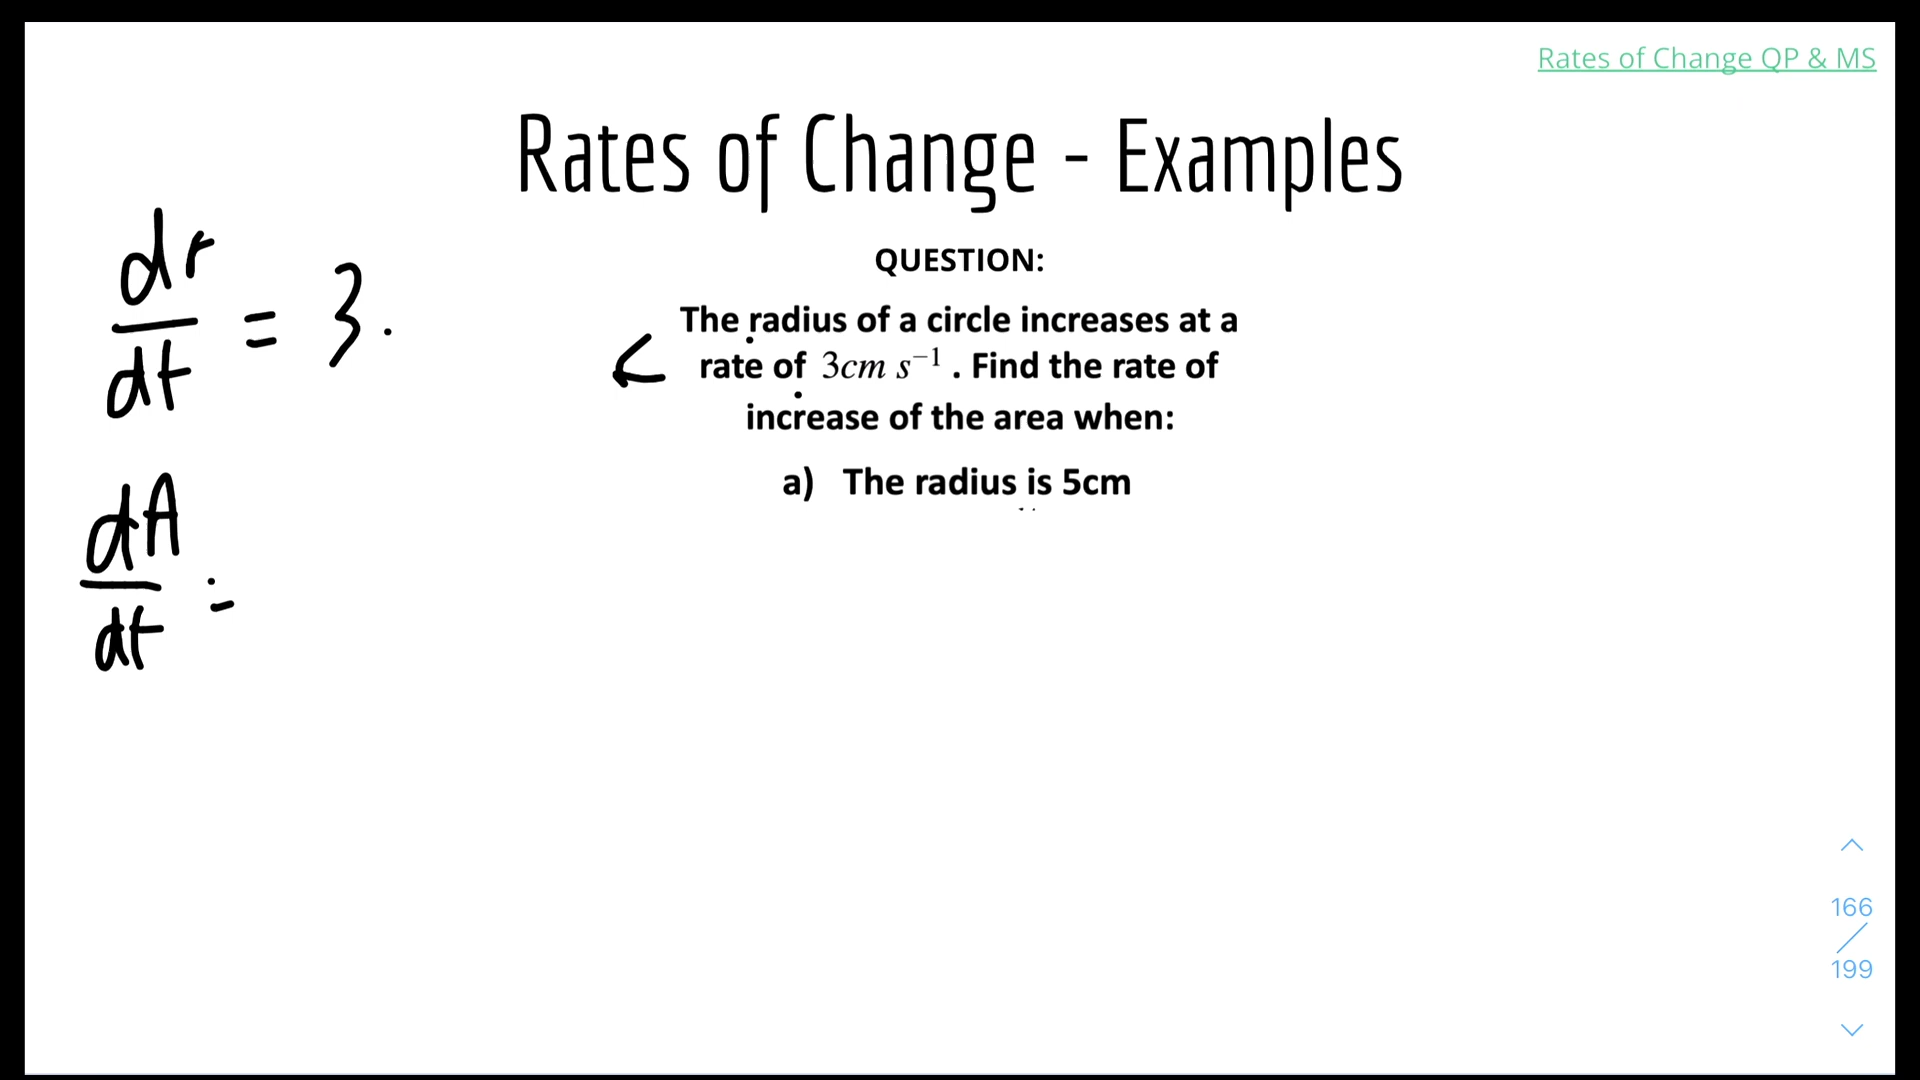 Rates of Change QP & MS
Rates of Change - Examples
QUESTION:
The radius of a circle increases at a
rate of 3cm s⁻¹ . Find the rate of
increase of the area when:
a) The radius is 5cm
dr/dt = 3.
dA/dt =
166
/
199